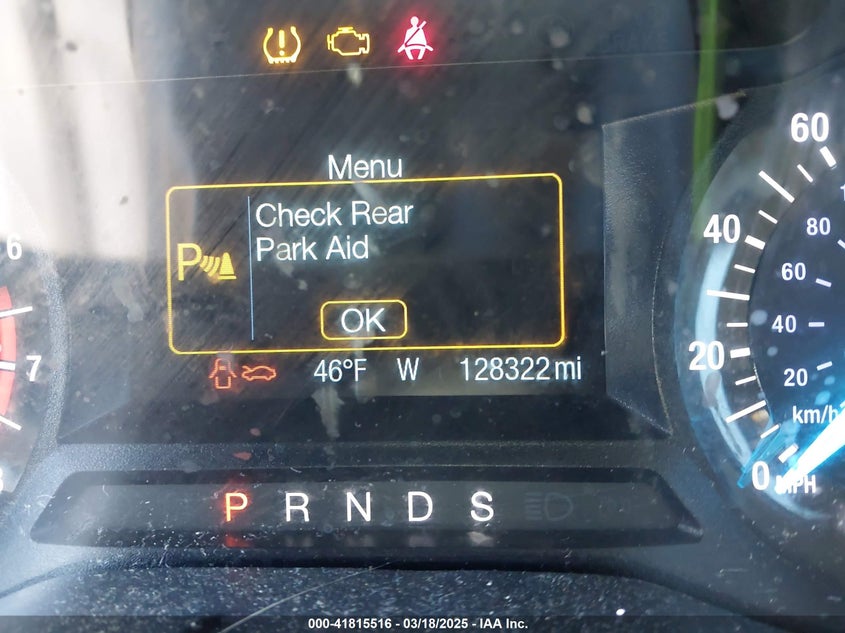 Menu
Check Rear
Park Aid
P
OK
46°F W 128322 mi
P R N D S
6
7
60
40
20
0
MPH
80
60
40
20
km/h
000-41815516 - 03/18/2025 - IAA Inc.